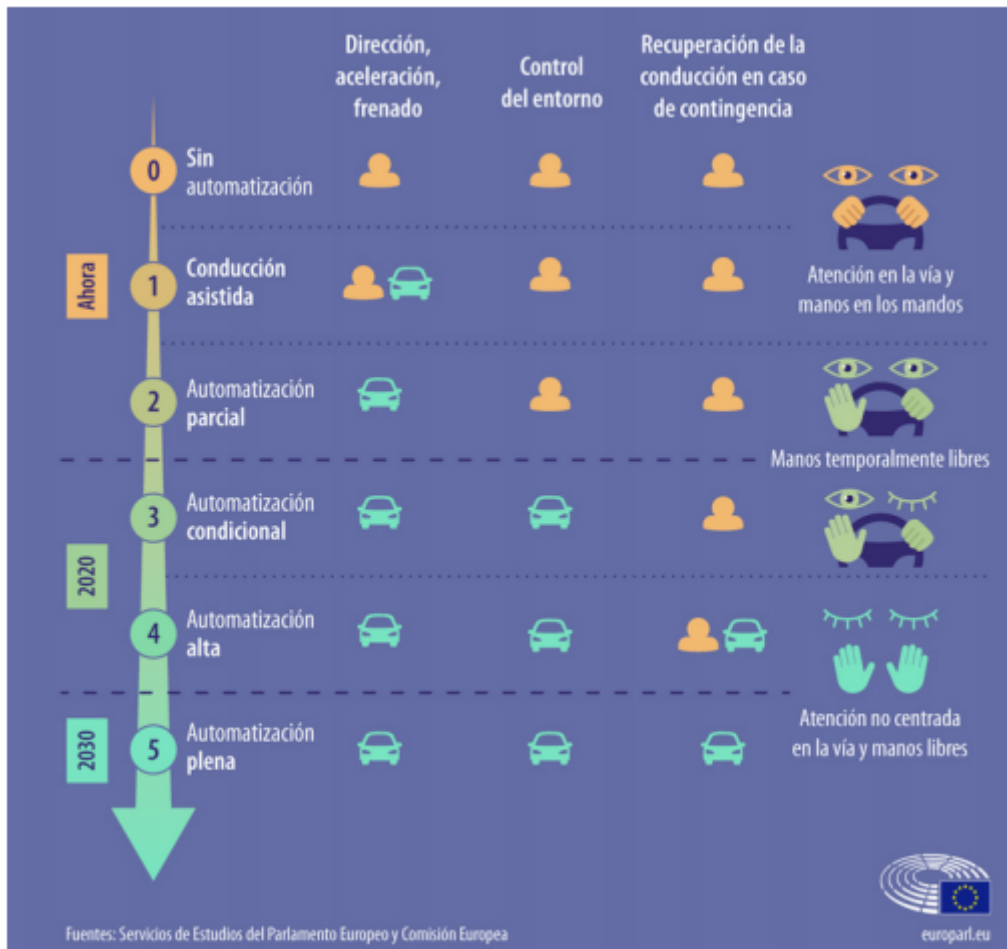 Dirección,
aceleración,
frenado
Control
del entorno
Recuperación de la
conducción en caso
de contingencia
0
Sin
automatización
Ahora
1
Conducción
asistida
Atención en la vía y
manos en los mandos
2
Automatización
parcial
Manos temporalmente libres
2020
3
Automatización
condicional
4
Automatización
alta
Atención no centrada
en la vía y manos libres
2030
5
Automatización
plena
Fuentes: Servicios de Estudios del Parlamento Europeo y Comisión Europea
europarl.eu